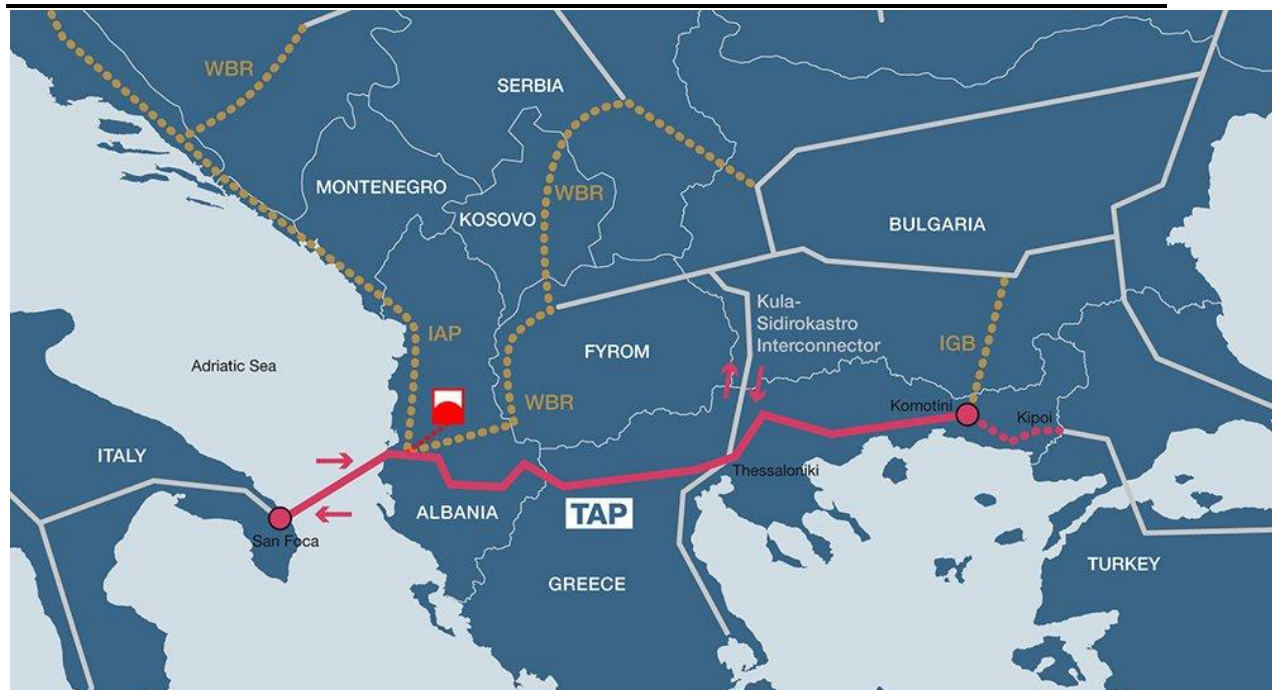 WBR
SERBIA
MONTENEGRO
WBR
KOSOVO
BULGARIA
Kula-
Sidirokastro
Interconnector
IAP
FYROM
IGB
Adriatic Sea
WBR
Komotini
Kipoi
ITALY
Thessaloniki
ALBANIA
TAP
San Foca
TURKEY
GREECE